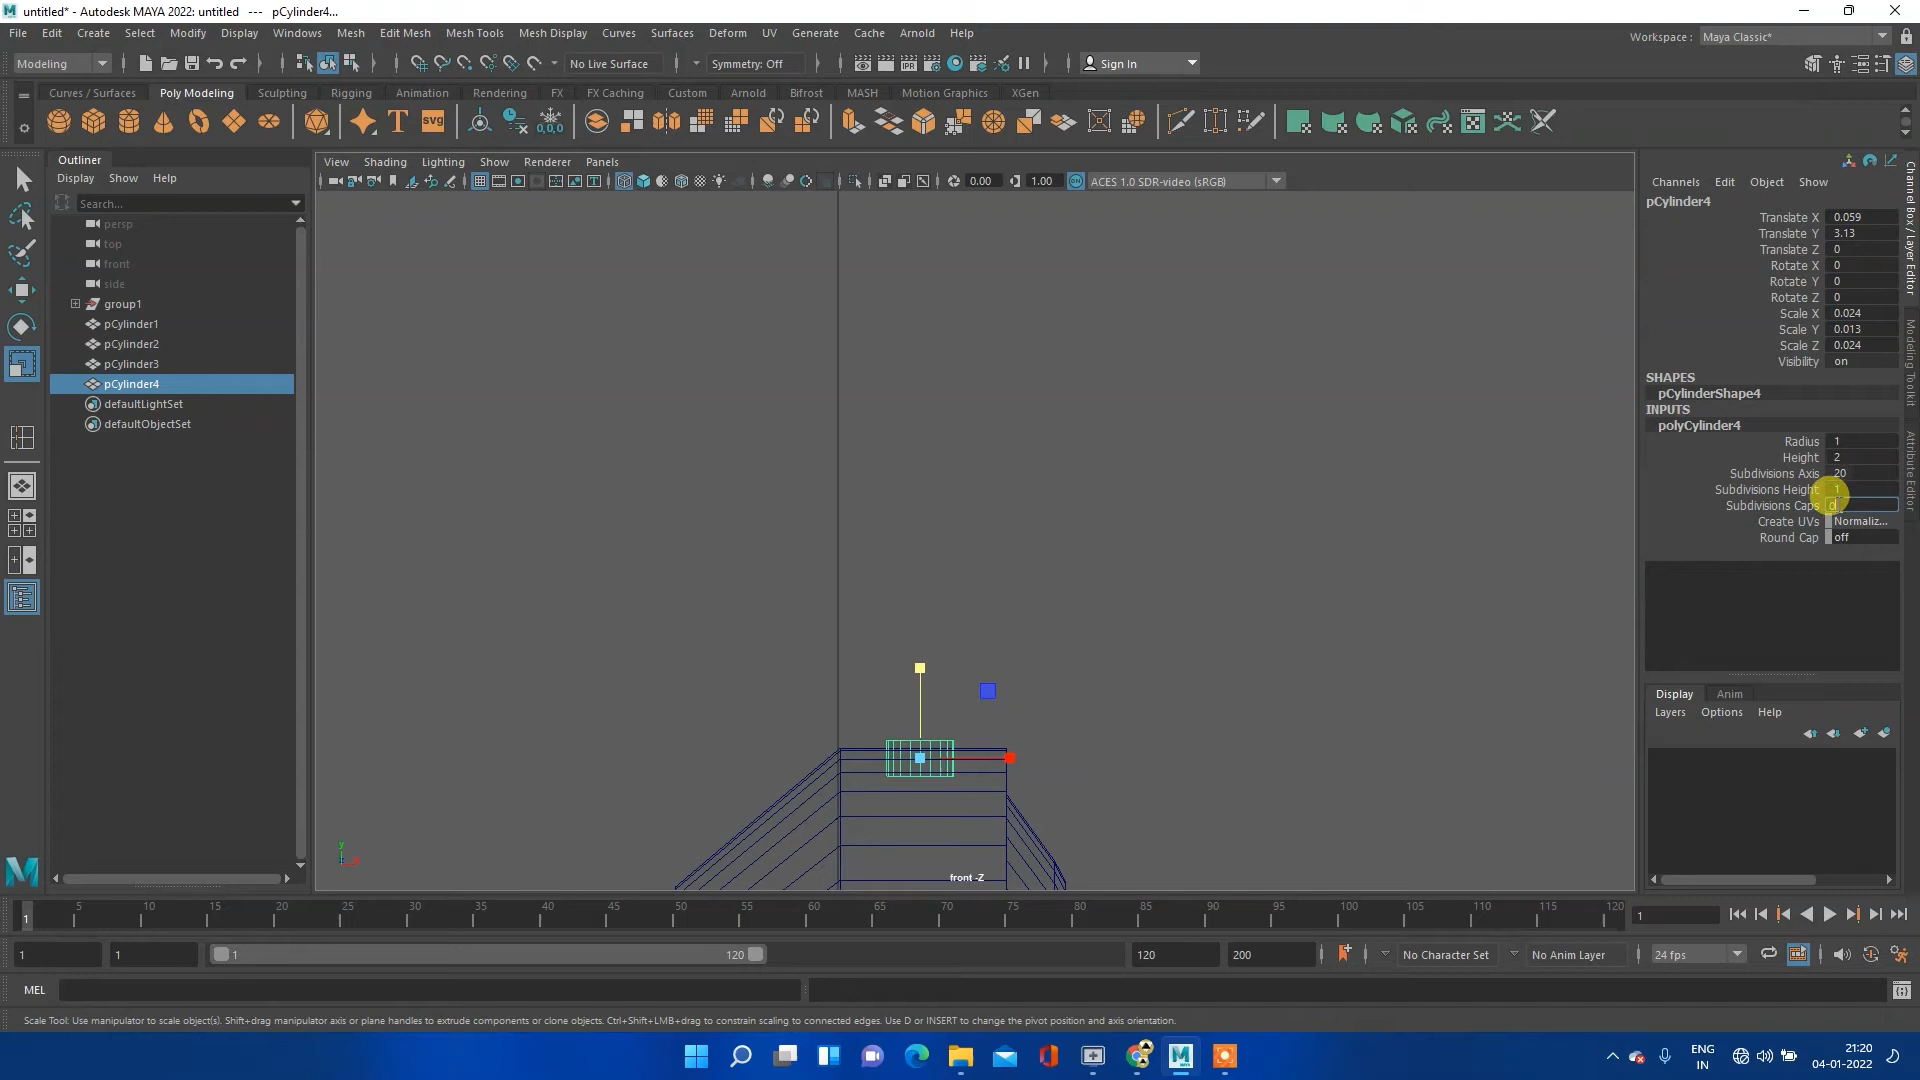 untitled* - Autodesk MAYA 2022: untitled --- pCylinder4...
File Edit Create Select Modify Display Windows Mesh Edit Mesh Mesh Tools Mesh Display Curves Surfaces Deform UV Generate Cache Arnold Help
Workspace : Maya Classic*
Modeling No Live Surface Symmetry: Off Sign In
Curves / Surfaces Poly Modeling Sculpting Rigging Animation Rendering FX FX Caching Custom Arnold Bifrost MASH Motion Graphics XGen
Outliner
Display Show Help
Search...
persp
top
front
side
group1
pCylinder1
pCylinder2
pCylinder3
pCylinder4
defaultLightSet
defaultObjectSet
View Shading Lighting Show Renderer Panels
0.00 1.00 ACES 1.0 SDR-video (sRGB)
front -Z
Channels Edit Object Show
pCylinder4
Translate X 0.059
Translate Y 3.13
Translate Z 0
Rotate X 0
Rotate Y 0
Rotate Z 0
Scale X 0.024
Scale Y 0.013
Scale Z 0.024
Visibility on
SHAPES
pCylinderShape4
INPUTS
polyCylinder4
Radius 1
Height 2
Subdivisions Axis 20
Subdivisions Height 1
Subdivisions Caps 0
Create UVs Normaliz...
Round Cap off
Display Anim
Layers Options Help
Channel Box / Layer Editor
Modeling Toolkit
Attribute Editor
1 5 10 15 20 25 30 35 40 45 50 55 60 65 70 75 80 85 90 95 100 105 110 115 120 1
1 1 1 120 120 200 No Character Set No Anim Layer 24 fps
MEL
Scale Tool: Use manipulator to scale object(s). Shift+drag manipulator axis or plane handles to extrude components or clone objects. Ctrl+Shift+LMB+drag to constrain scaling to connected edges. Use D or INSERT to change the pivot position and axis orientation.
ENG
IN
21:20
04-01-2022